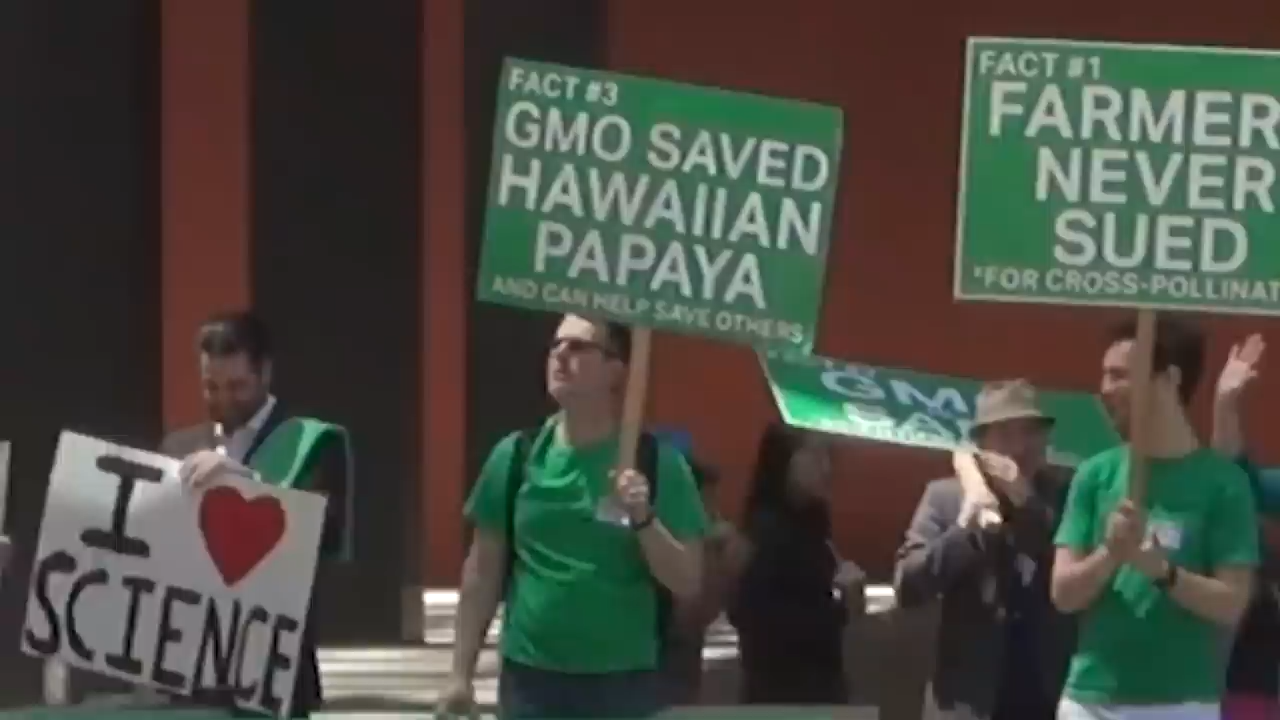 FACT #3
GMO SAVED
HAWAIIAN
PAPAYA
AND CAN HELP SAVE OTHERS
FACT #1
FARMER
NEVER
SUED
*FOR CROSS-POLLINAT
GM
I ♥
SCIENCE